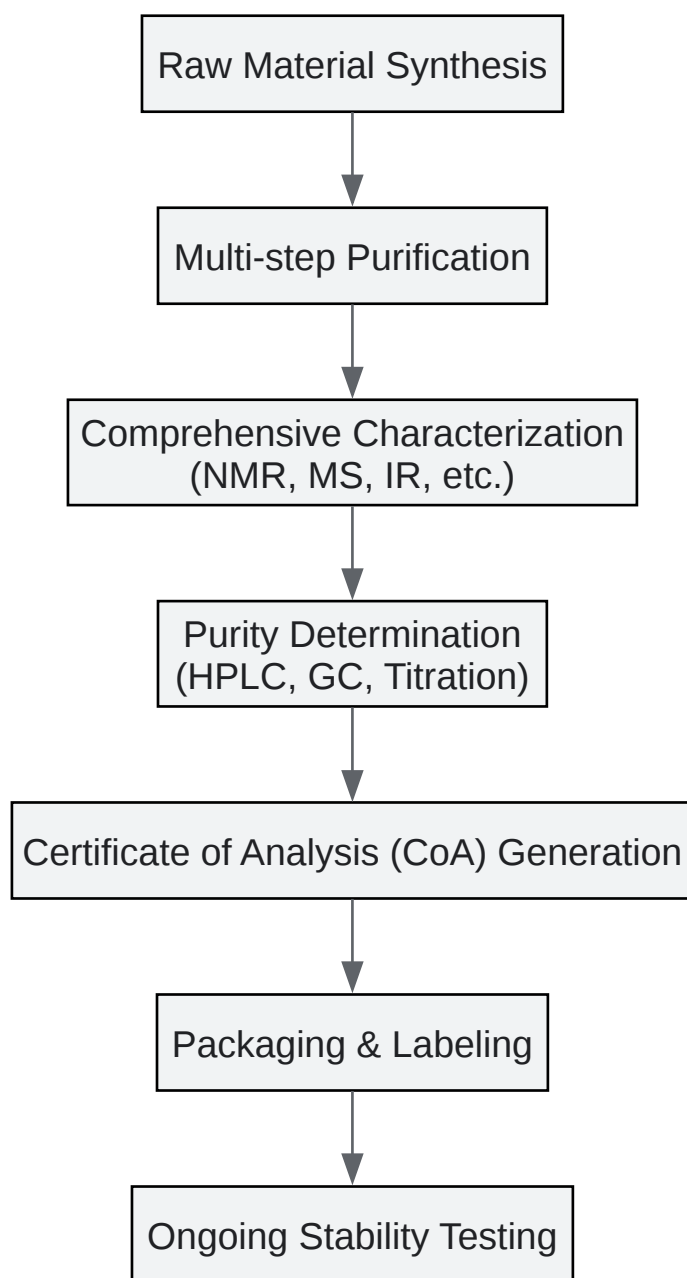 Raw Material Synthesis
Multi-step Purification
Comprehensive Characterization
(NMR, MS, IR, etc.)
Purity Determination
(HPLC, GC, Titration)
Certificate of Analysis (CoA) Generation
Packaging & Labeling
Ongoing Stability Testing